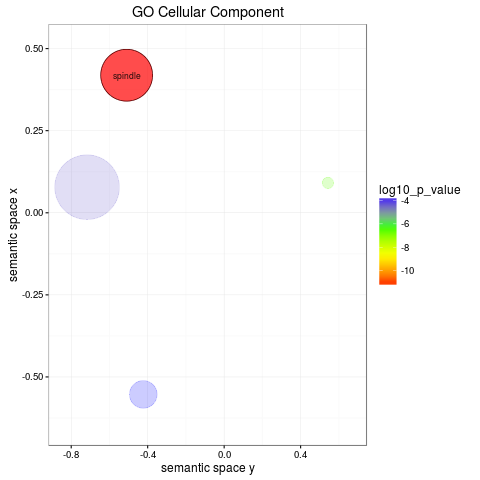 GO Cellular Component
0.50
0.25
0.00
-0.25
-0.50
semantic space x
spindle
-0.8
-0.4
0.0
0.4
semantic space y
log10_p_value
-4
-6
-8
-10